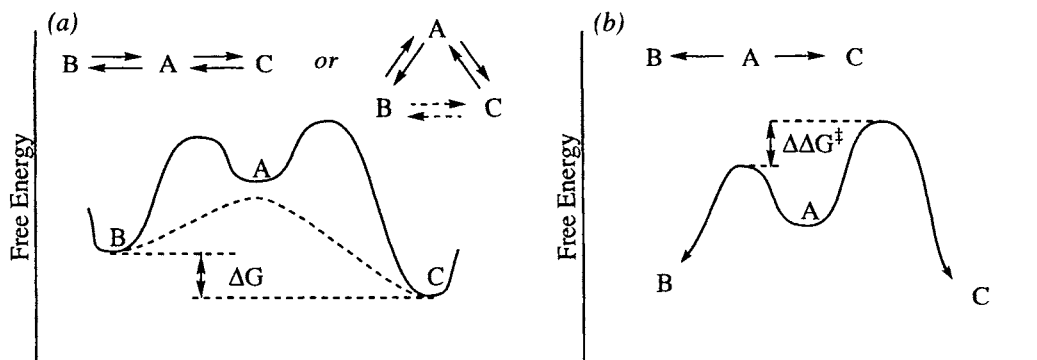 (a)
B ⇌ A ⇌ C or
A
B ⇌ C
Free Energy
A
B
ΔG
C
(b)
B ← A → C
Free Energy
ΔΔG‡
A
B
C